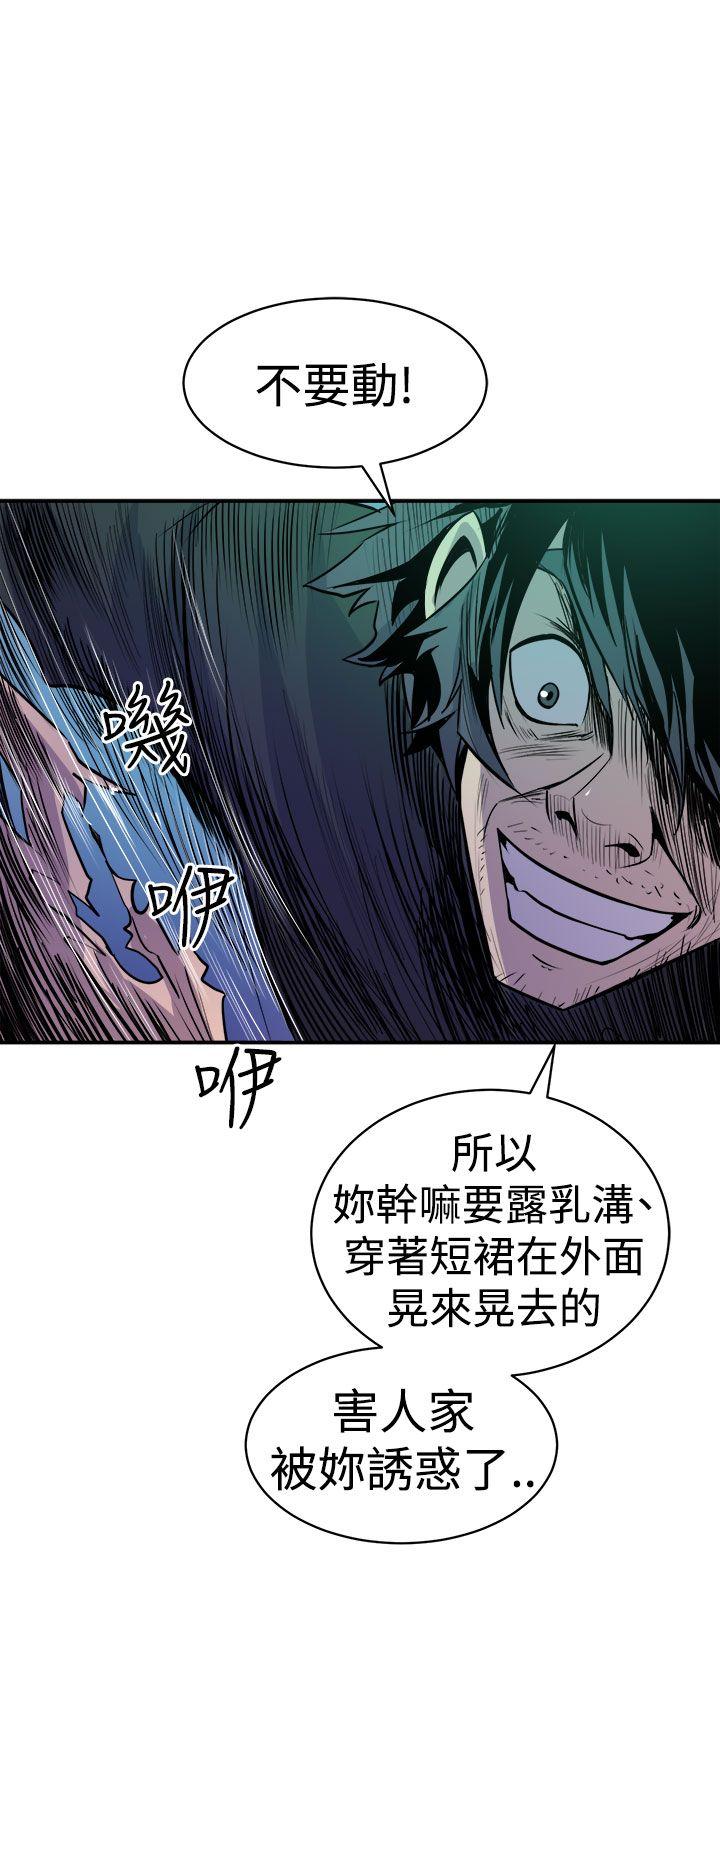 不要動!
嘰
咿
咿
所以
妳幹嘛要露乳溝、
穿著短裙在外面
晃來晃去的
害人家
被妳誘惑了..